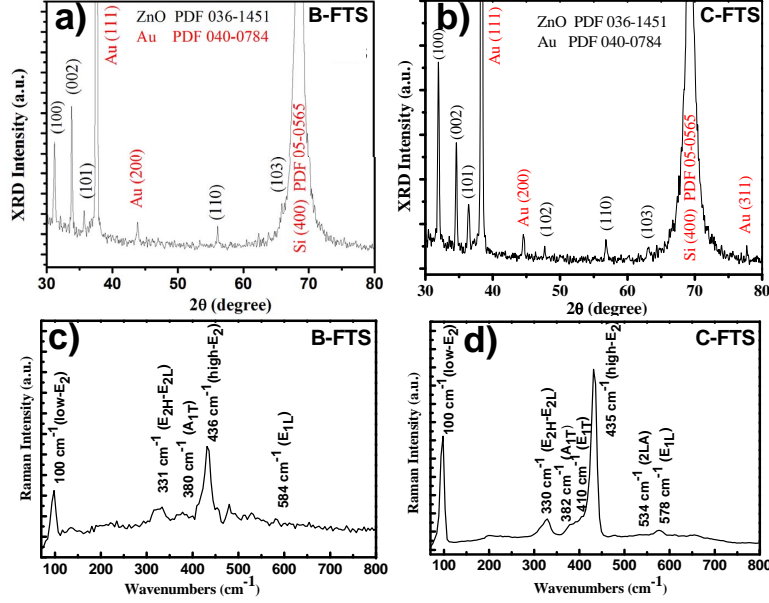 a)
ZnO PDF 036-1451
Au PDF 040-0784
B-FTS
XRD Intensity (a.u.)
(100)
(002)
(101)
Au (111)
Au (200)
(110)
(103)
Si (400) PDF 05-0565
30 40 50 60 70 80
2θ (degree)
b)
ZnO PDF 036-1451
Au PDF 040-0784
C-FTS
XRD Intensity (a.u.)
(100)
(002)
(101)
Au (111)
Au (200)
(102)
(110)
(103)
Si (400) PDF 05-0565
Au (311)
30 40 50 60 70 80
2θ (degree)
c)
B-FTS
Raman Intensity (a.u.)
100 cm⁻¹(low-E₂)
331 cm⁻¹ (E₂H-E₂L)
380 cm⁻¹ (A₁T)
436 cm⁻¹(high-E₂)
584 cm⁻¹ (E₁L)
100 200 300 400 500 600 700 800
Wavenumbers (cm⁻¹)
d)
C-FTS
Raman Intensity (a.u.)
100 cm⁻¹(low-E₂)
330 cm⁻¹ (E₂H-E₂L)
382 cm⁻¹ (A₁T)
410 cm⁻¹ (E₁T)
435 cm⁻¹(high-E₂)
534 cm⁻¹ (2LA)
578 cm⁻¹ (E₁L)
100 200 300 400 500 600 700 800
Wavenumbers (cm⁻¹)